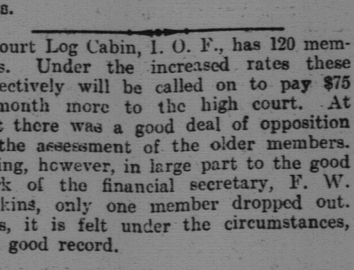 s.
ourt Log Cabin, I. O. F., has 120 mem-
s. Under the increased rates these
ectively will be called on to pay $75
month more to the high court. At
t there was a good deal of opposition
the assessment of the older members.
ing, however, in large part to the good
rk of the financial secretary, F. W.
kins, only one member dropped out.
s, it is felt under the circumstances,
good record.